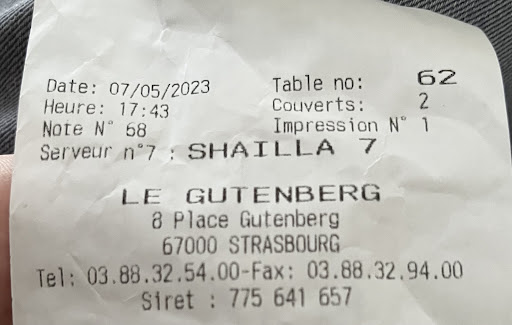 Date: 07/05/2023 Table no: 62
Heure: 17:43 Couverts: 2
Note N° 68 Impression N° 1
Serveur n°7 : SHAILLA 7
LE GUTENBERG
8 Place Gutenberg
67000 STRASBOURG
Tel: 03.88.32.54.00-Fax: 03.88.32.94.00
Siret : 775 641 657